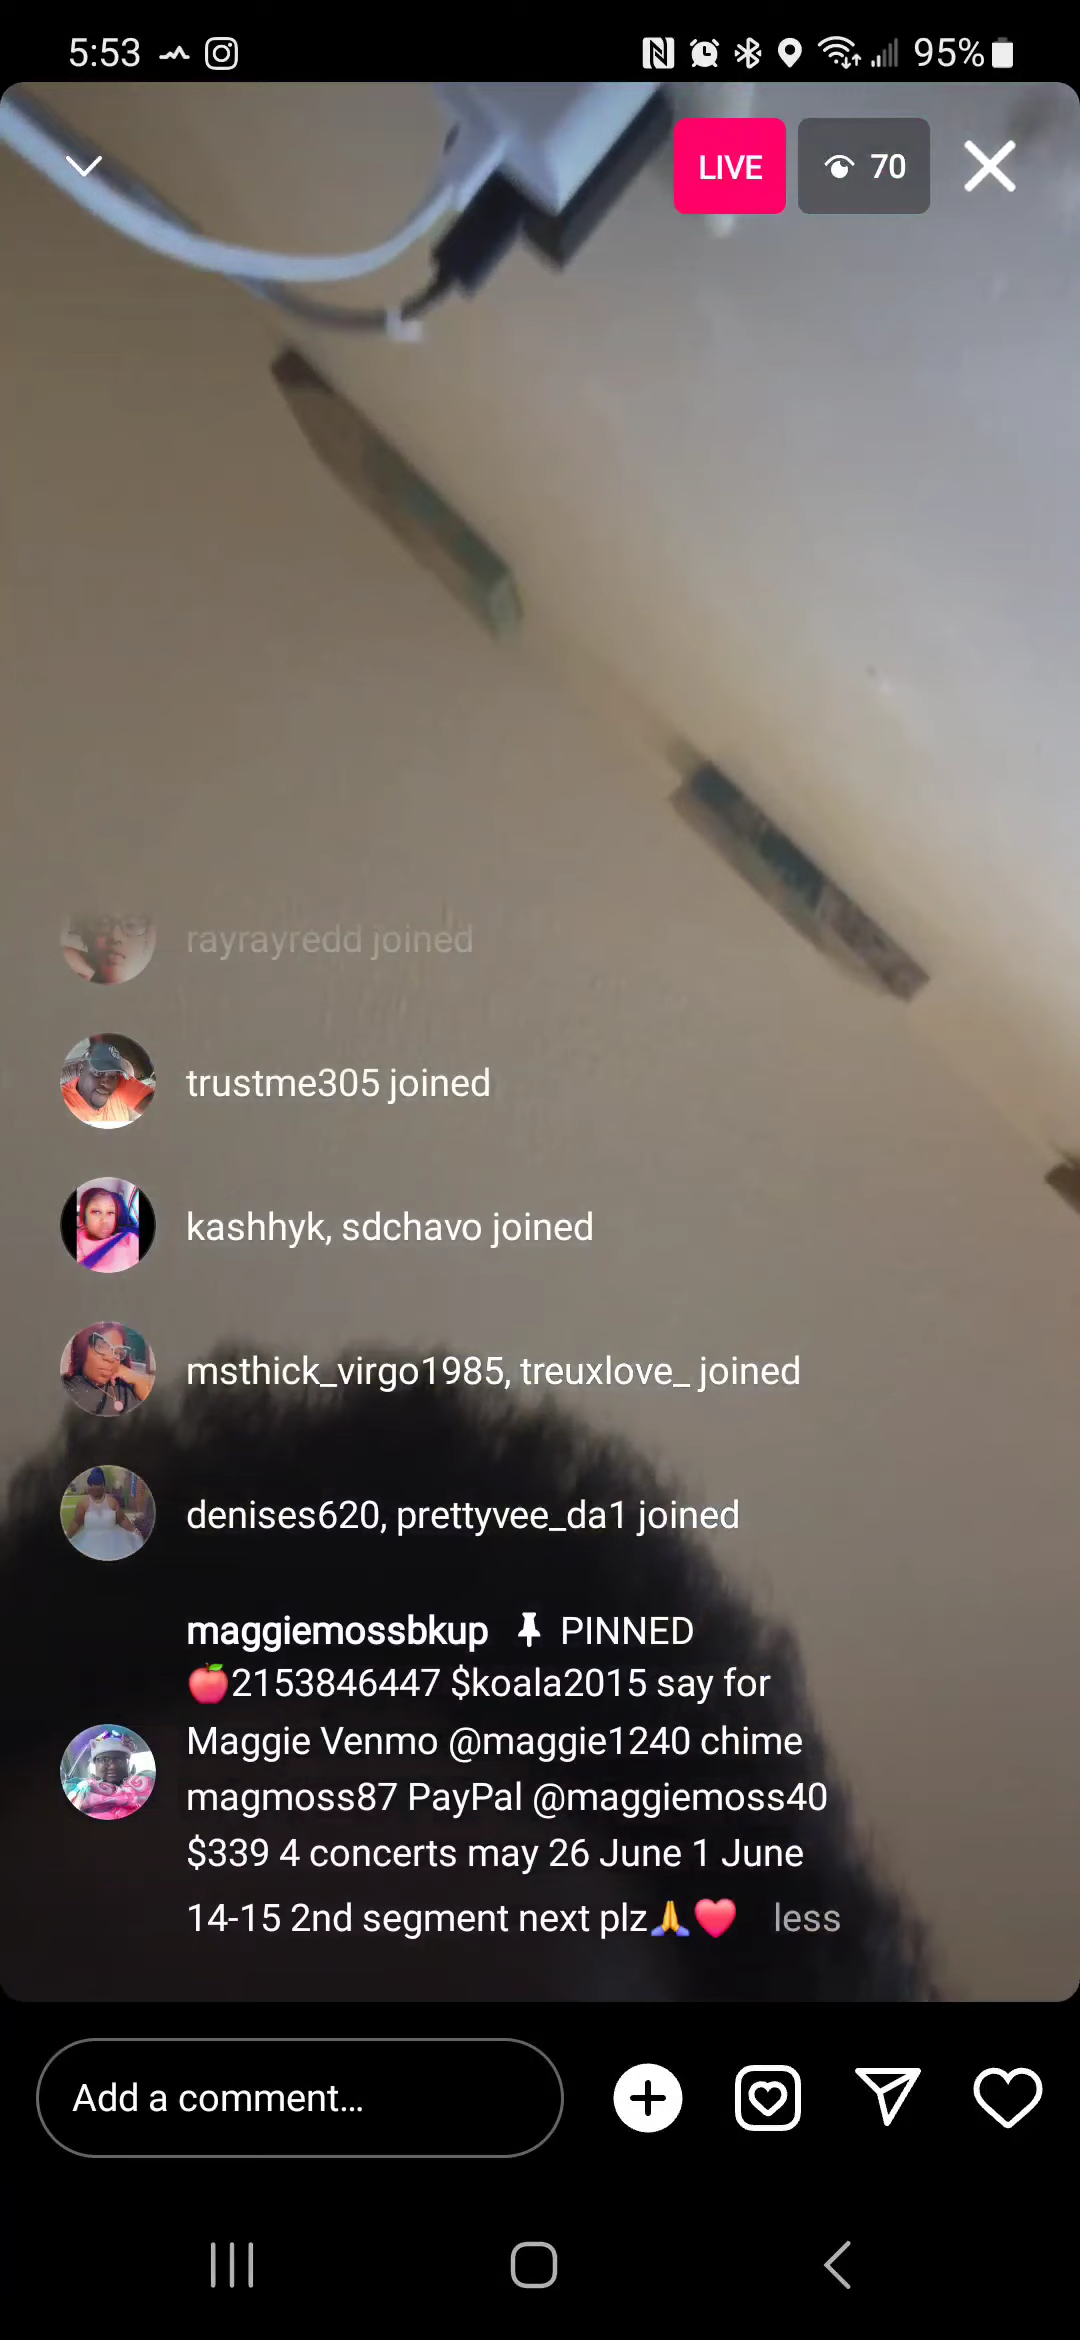 5:53
95%
LIVE
70
rayrayredd joined
trustme305 joined
kashhyk, sdchavo joined
msthick_virgo1985, treuxlove_ joined
denises620, prettyvee_da1 joined
maggiemossbkup 📌 PINNED
🍎2153846447 $koala2015 say for
Maggie Venmo @maggie1240 chime
magmoss87 PayPal @maggiemoss40
$339 4 concerts may 26 June 1 June
14-15 2nd segment next plz🙏❤️ less
Add a comment...